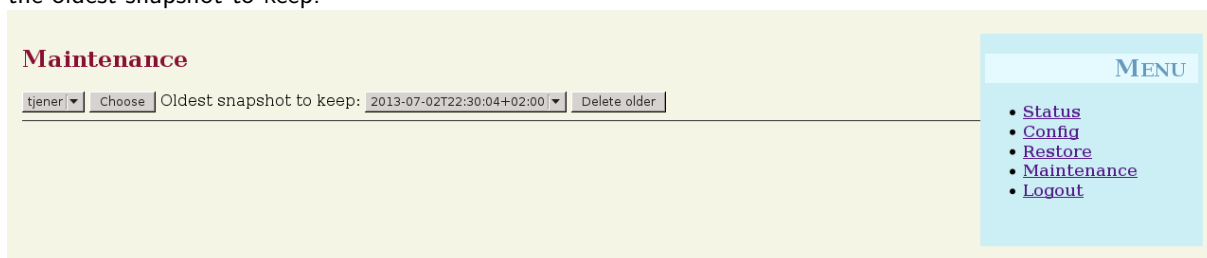 the oldest snapshot to keep.
Maintenance
tjener Choose Oldest snapshot to keep: 2013-07-02T22:30:04+02:00 Delete older
MENU
Status
Config
Restore
Maintenance
Logout